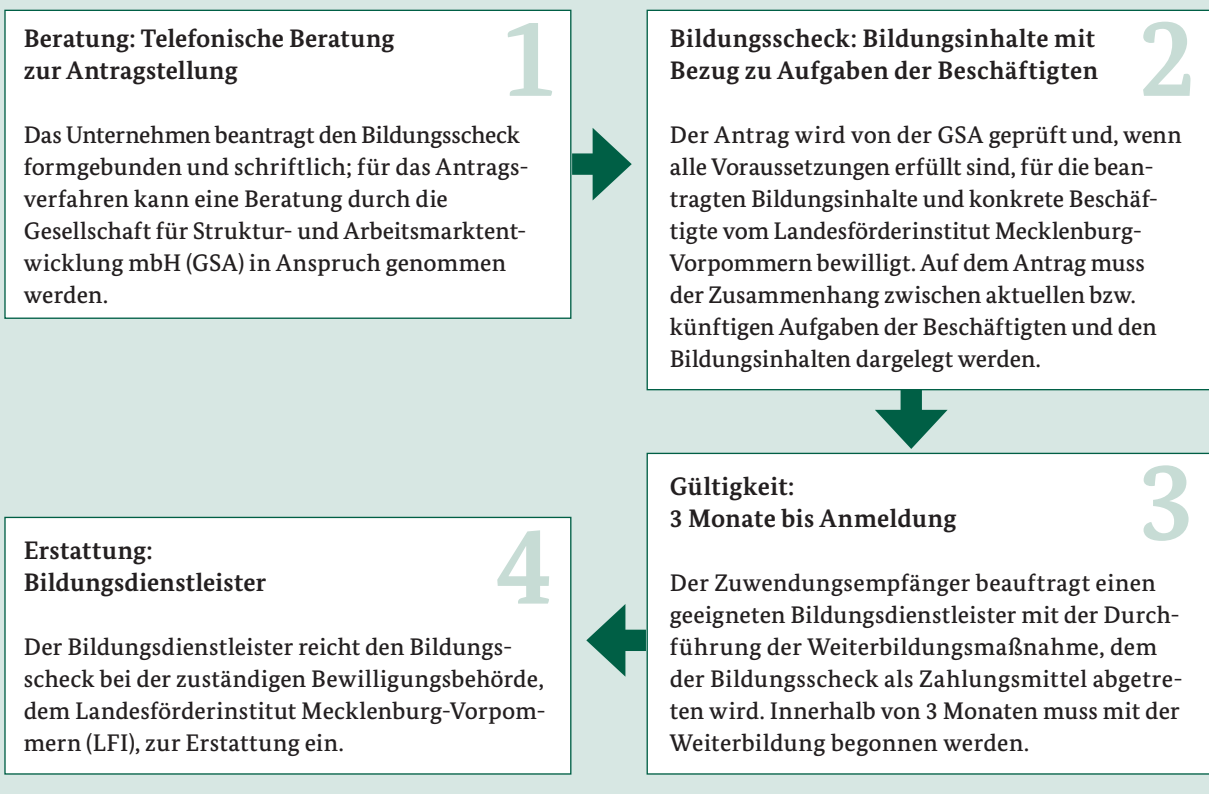 1
Beratung: Telefonische Beratung
zur Antragstellung
Das Unternehmen beantragt den Bildungsscheck
formgebunden und schriftlich; für das Antrags-
verfahren kann eine Beratung durch die
Gesellschaft für Struktur- und Arbeitsmarktent-
wicklung mbH (GSA) in Anspruch genommen
werden.
2
Bildungsscheck: Bildungsinhalte mit
Bezug zu Aufgaben der Beschäftigten
Der Antrag wird von der GSA geprüft und, wenn
alle Voraussetzungen erfüllt sind, für die bean-
tragten Bildungsinhalte und konkrete Beschäf-
tigte vom Landesförderinstitut Mecklenburg-
Vorpommern bewilligt. Auf dem Antrag muss
der Zusammenhang zwischen aktuellen bzw.
künftigen Aufgaben der Beschäftigten und den
Bildungsinhalten dargelegt werden.
3
Gültigkeit:
3 Monate bis Anmeldung
Der Zuwendungsempfänger beauftragt einen
geeigneten Bildungsdienstleister mit der Durch-
führung der Weiterbildungsmaßnahme, dem
der Bildungsscheck als Zahlungsmittel abgetre-
ten wird. Innerhalb von 3 Monaten muss mit der
Weiterbildung begonnen werden.
4
Erstattung:
Bildungsdienstleister
Der Bildungsdienstleister reicht den Bildungs-
scheck bei der zuständigen Bewilligungsbehörde,
dem Landesförderinstitut Mecklenburg-Vorpom-
mern (LFI), zur Erstattung ein.